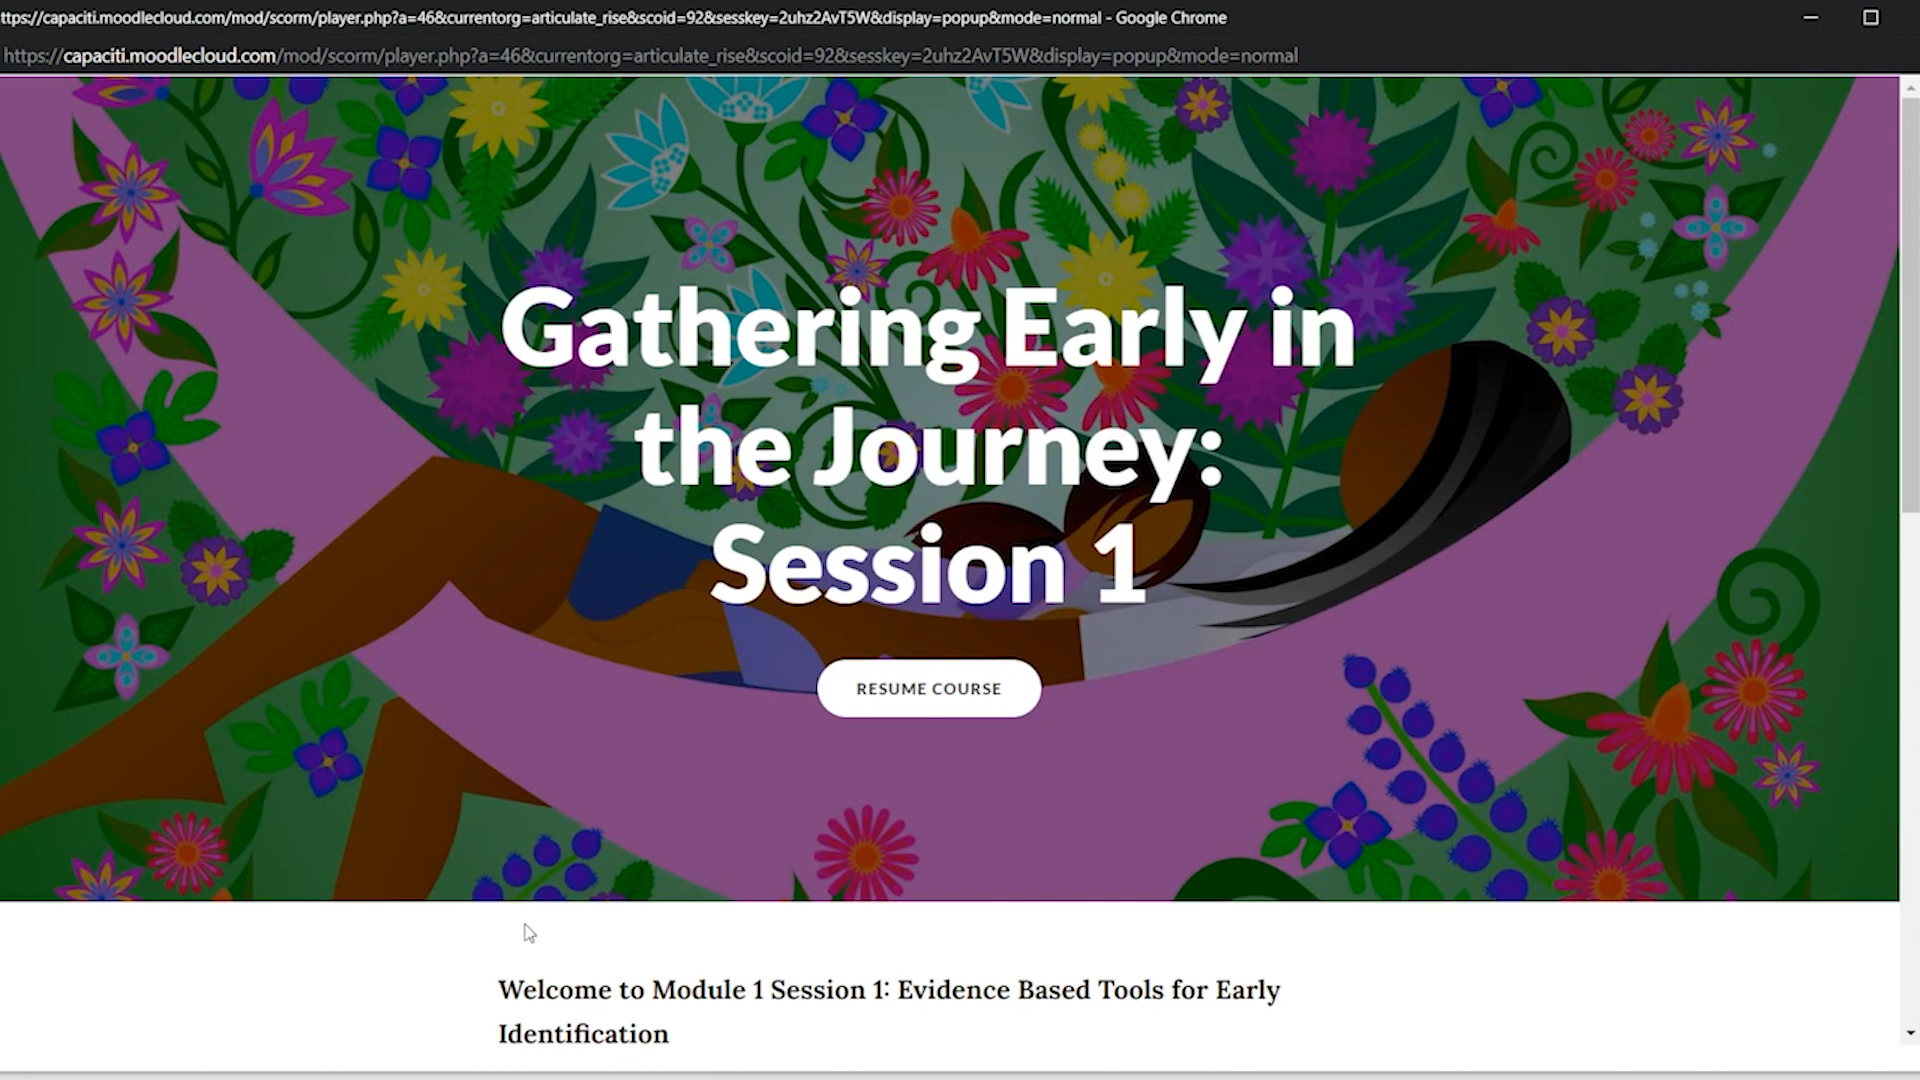 ttps://capaciti.moodlecloud.com/mod/scorm/player.php?a=46&currentorg=articulate_rise&scoid=92&sesskey=2uhz2AvT5W&display=popup&mode=normal - Google Chrome
https://capaciti.moodlecloud.com/mod/scorm/player.php?a=46&currentorg=articulate_rise&scoid=92&sesskey=2uhz2AvT5W&display=popup&mode=normal
Gathering Early in
the Journey:
Session 1
RESUME COURSE
Welcome to Module 1 Session 1: Evidence Based Tools for Early
Identification